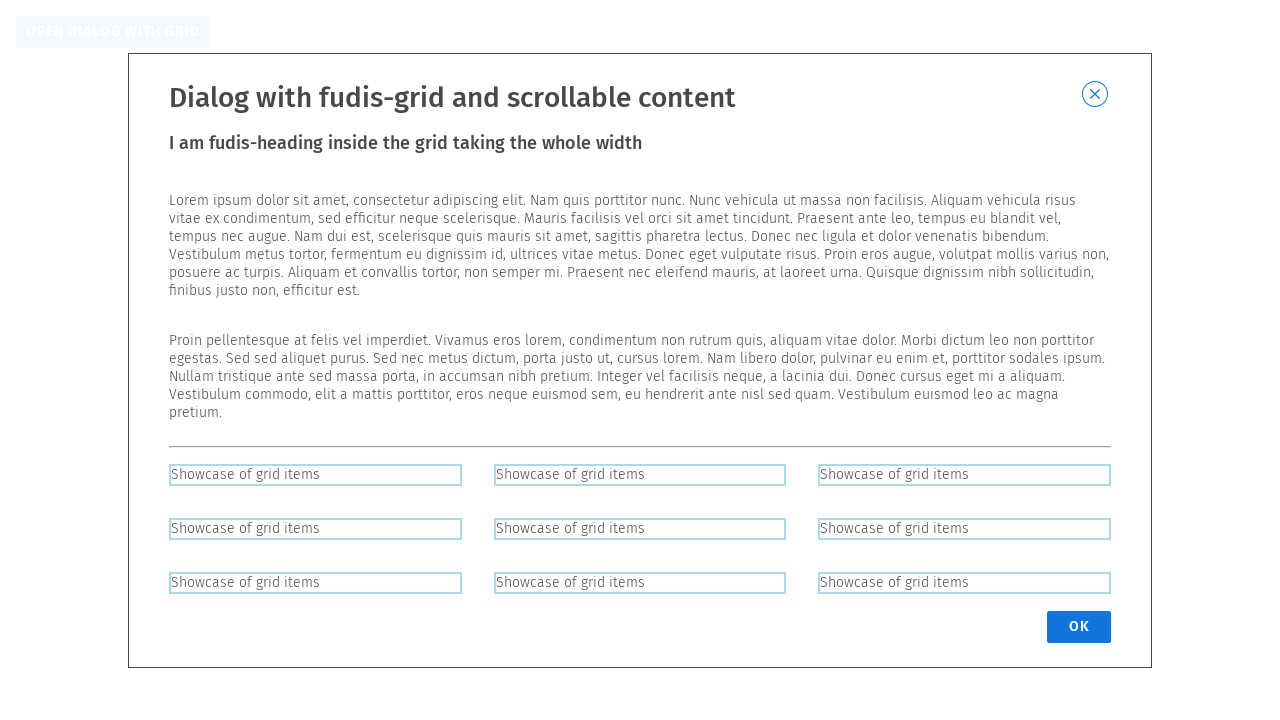 OPEN DIALOG WITH GRID
Dialog with fudis-grid and scrollable content
I am fudis-heading inside the grid taking the whole width
Lorem ipsum dolor sit amet, consectetur adipiscing elit. Nam quis porttitor nunc. Nunc vehicula ut massa non facilisis. Aliquam vehicula risus
vitae ex condimentum, sed efficitur neque scelerisque. Mauris facilisis vel orci sit amet tincidunt. Praesent ante leo, tempus eu blandit vel,
tempus nec augue. Nam dui est, scelerisque quis mauris sit amet, sagittis pharetra lectus. Donec nec ligula et dolor venenatis bibendum.
Vestibulum metus tortor, fermentum eu dignissim id, ultrices vitae metus. Donec eget vulputate risus. Proin eros augue, volutpat mollis varius non,
posuere ac turpis. Aliquam et convallis tortor, non semper mi. Praesent nec eleifend mauris, at laoreet urna. Quisque dignissim nibh sollicitudin,
finibus justo non, efficitur est.
Proin pellentesque at felis vel imperdiet. Vivamus eros lorem, condimentum non rutrum quis, aliquam vitae dolor. Morbi dictum leo non porttitor
egestas. Sed sed aliquet purus. Sed nec metus dictum, porta justo ut, cursus lorem. Nam libero dolor, pulvinar eu enim et, porttitor sodales ipsum.
Nullam tristique ante sed massa porta, in accumsan nibh pretium. Integer vel facilisis neque, a lacinia dui. Donec cursus eget mi a aliquam.
Vestibulum commodo, elit a mattis porttitor, eros neque euismod sem, eu hendrerit ante nisl sed quam. Vestibulum euismod leo ac magna
pretium.
Showcase of grid items Showcase of grid items Showcase of grid items
Showcase of grid items Showcase of grid items Showcase of grid items
Showcase of grid items Showcase of grid items Showcase of grid items
OK